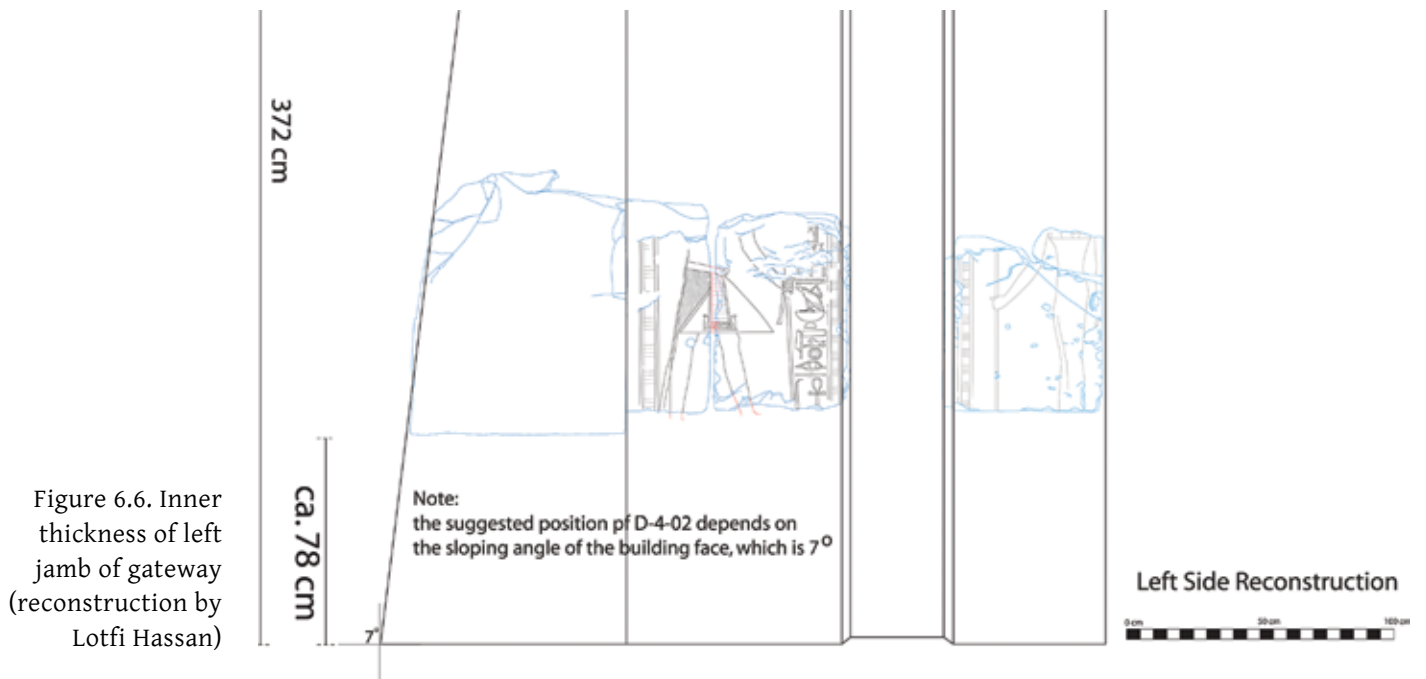 372 cm
ca. 78 cm
Figure 6.6. Inner
thickness of left
jamb of gateway
(reconstruction by
Lotfi Hassan)
Note:
the suggested position pf D-4-02 depends on
the sloping angle of the building face, which is 7°
7°
Left Side Reconstruction
0 cm 50 cm 100 cm